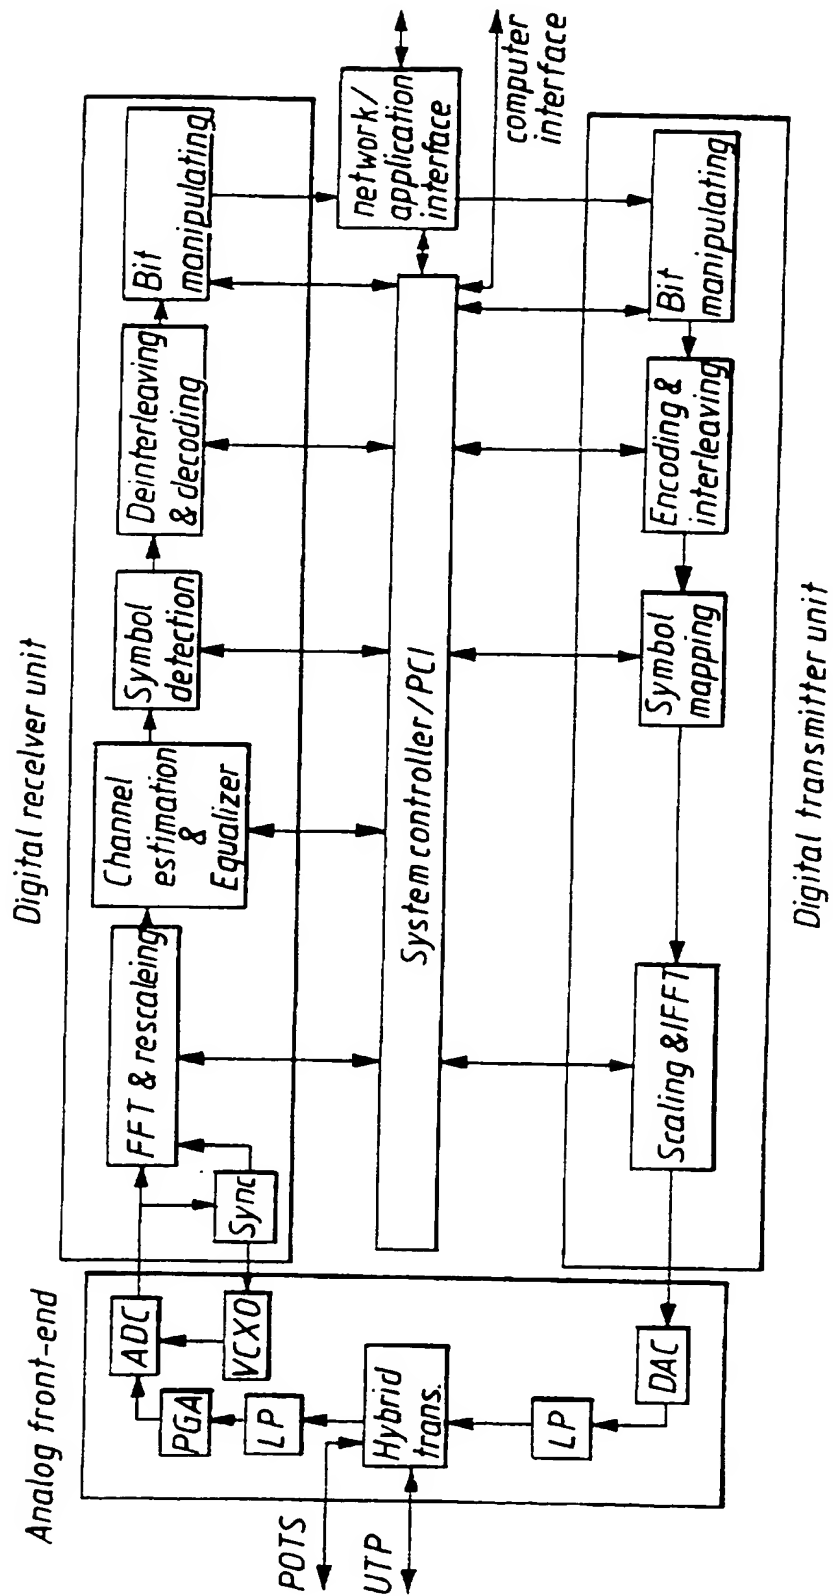 Digital receiver unit
FFT & rescaleing
Sync
Channel
estimation
&
Equalizer
Symbol
detection
Deinterleaving
& decoding
Bit
manipulating
Analog front-end
ADC
VCXO
PGA
LP
Hybrid
trans.
LP
DAC
POTS
UTP
System controller/PCI
network/
application
interface
computer
interface
Scaling &IFFT
Symbol
mapping
Encoding &
interleaving
Bit
manipulating
Digital transmitter unit